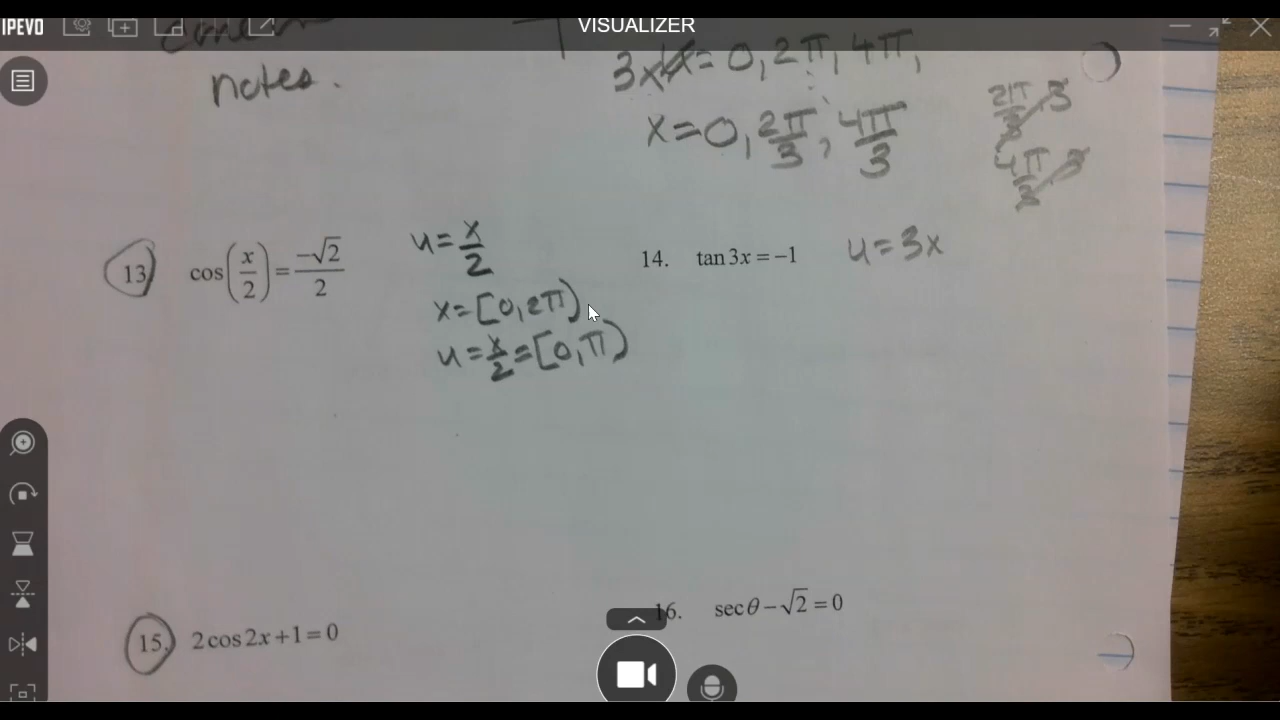 IPEVO
VISUALIZER
notes.
3x = 0, 2π, 4π,
x = 0, 2π/3, 4π/3
2π
3
13. cos(x/2) = -√2/2
u = x/2
x = [0, 2π)
u = x/2 = [0, π)
14. tan 3x = -1
u = 3x
15. 2 cos 2x + 1 = 0
16. sec θ - √2 = 0